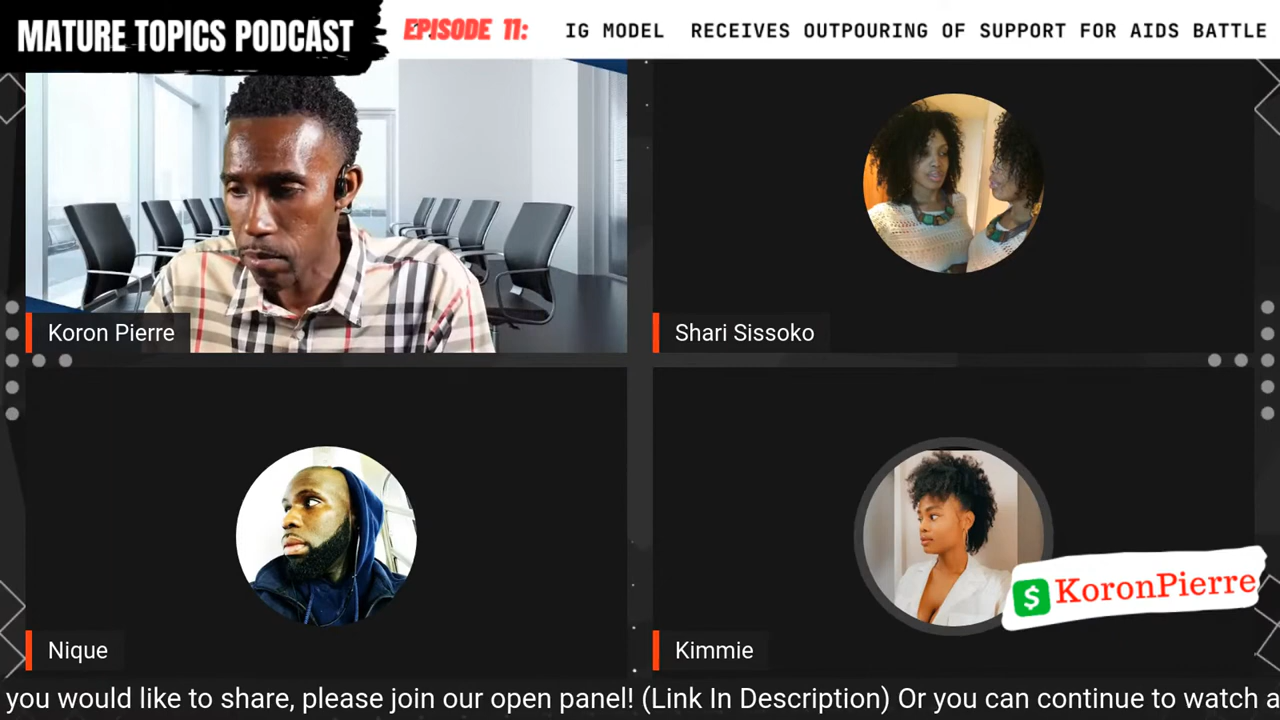 MATURE TOPICS PODCAST
EPISODE 11:
IG MODEL RECEIVES OUTPOURING OF SUPPORT FOR AIDS BATTLE
Koron Pierre
Shari Sissoko
Nique
Kimmie
$ KoronPierre
you would like to share, please join our open panel! (Link In Description) Or you can continue to watch a